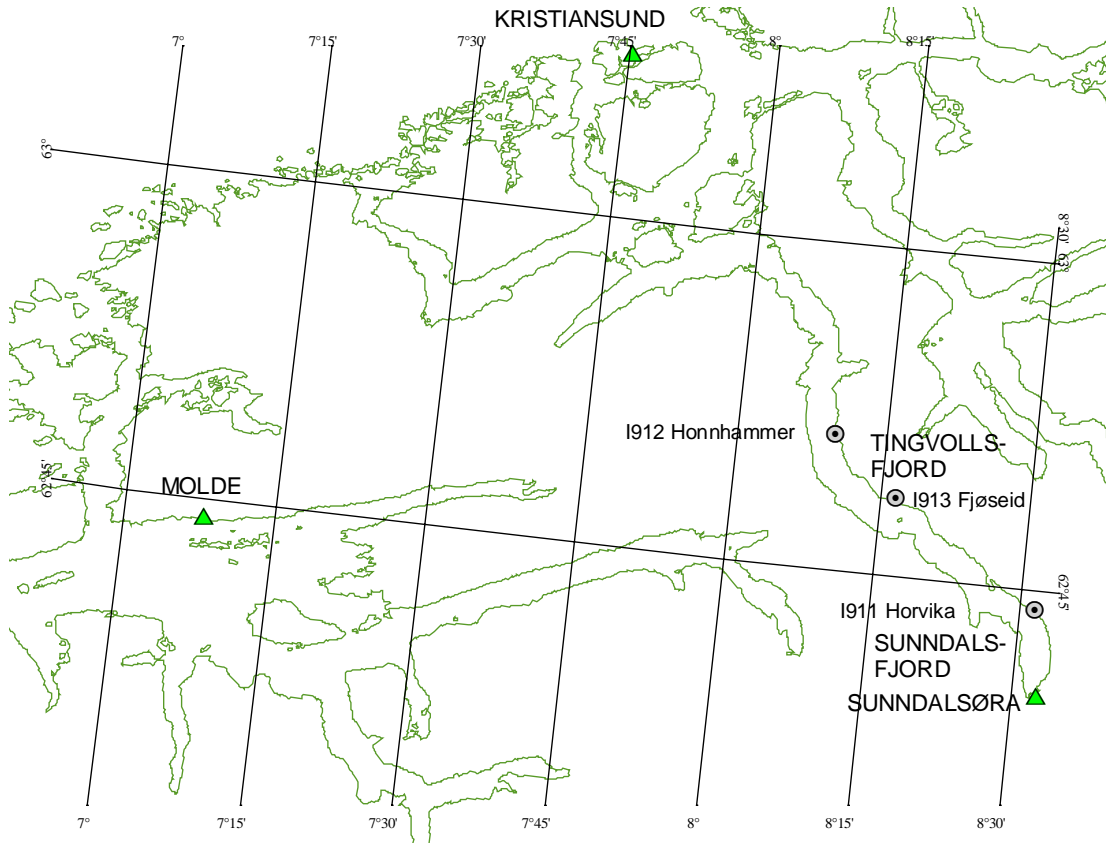 KRISTIANSUND
7°
7°15'
7°30'
7°45'
8°
8°15'
63°
8°30'
63°
I912 Honnhammer
TINGVOLLS-
FJORD
62°45'
MOLDE
I913 Fjøseid
62°45'
I911 Horvika
SUNNDALS-
FJORD
SUNNDALSØRA
7°
7°15'
7°30'
7°45'
8°
8°15'
8°30'